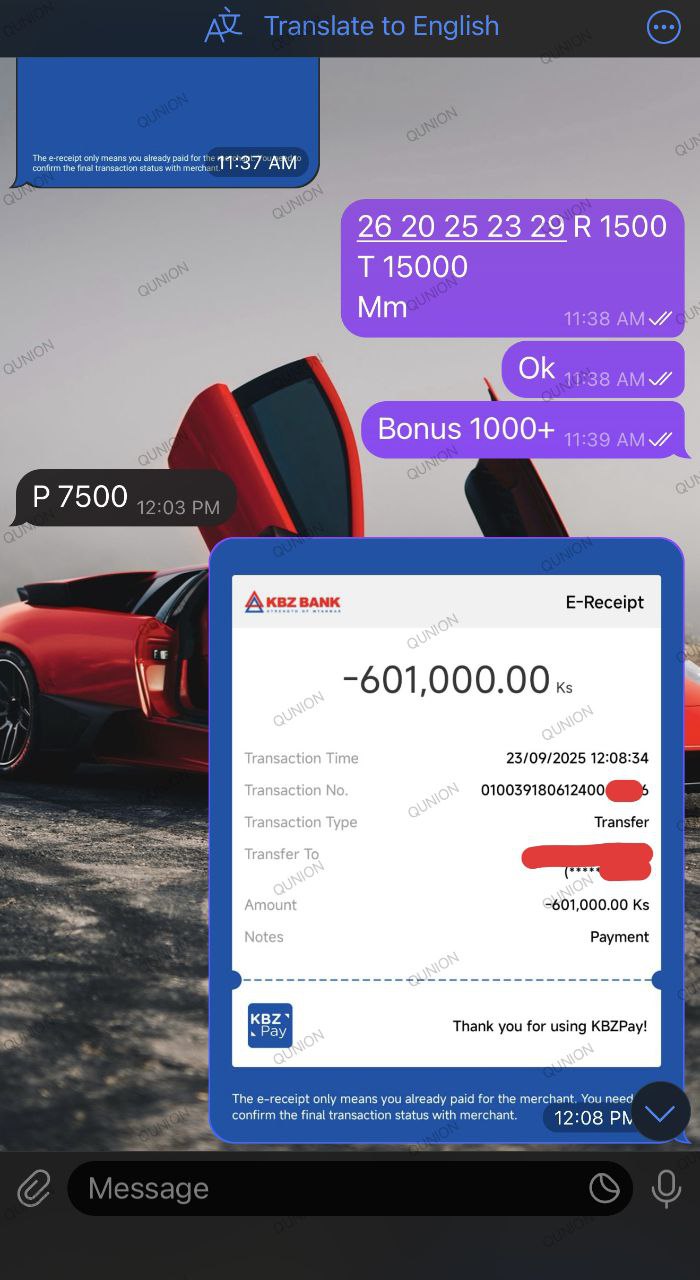 Translate to English
The e-receipt only means you already paid for the merchant. You need to
confirm the final transaction status with merchant.
11:37 AM
26 20 25 23 29 R 1500
T 15000
Mm
11:38 AM
Ok
11:38 AM
Bonus 1000+
11:39 AM
P 7500
12:03 PM
KBZ BANK
STRENGTH OF MYANMAR
E-Receipt
-601,000.00 Ks
Transaction Time 23/09/2025 12:08:34
Transaction No. 010039180612400 6
Transaction Type Transfer
Transfer To
(*****
Amount -601,000.00 Ks
Notes Payment
KBZ
Pay
Thank you for using KBZPay!
The e-receipt only means you already paid for the merchant. You need
confirm the final transaction status with merchant.
12:08 PM
Message
QUNION